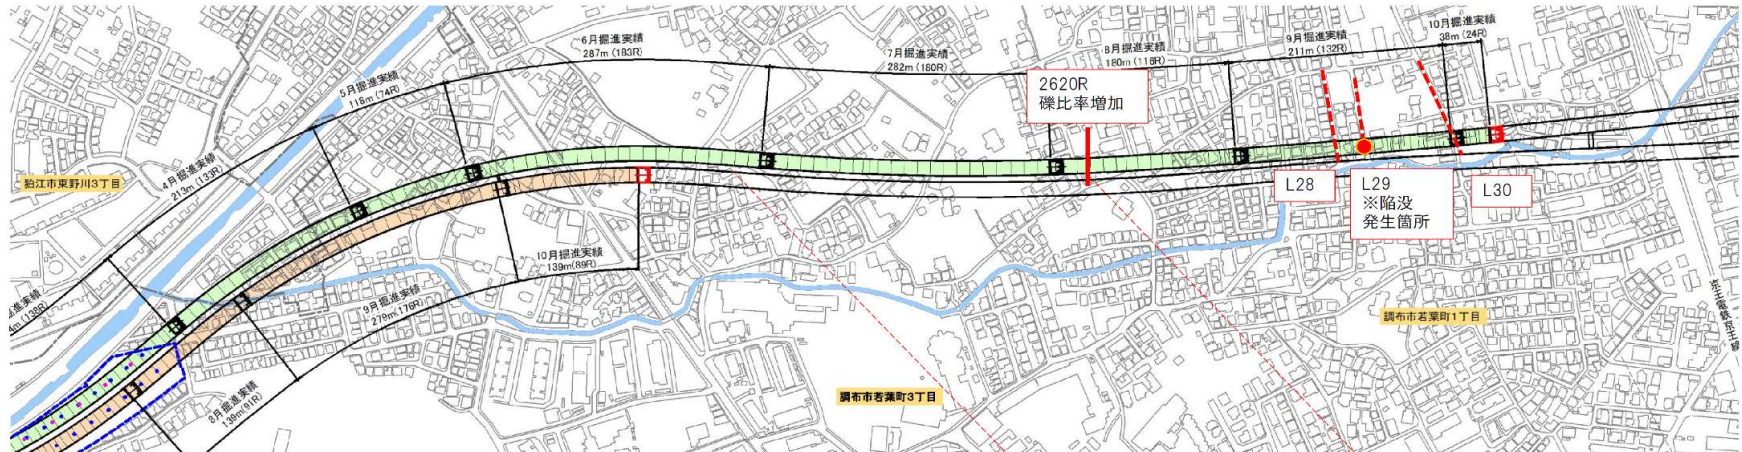 6月掘進実績
287m (183R)
7月掘進実績
282m (180R)
8月掘進実績
180m (118R)
9月掘進実績
211m (132R)
10月掘進実績
38m (24R)
5月掘進実績
118m (74R)
4月掘進実績
213m (133R)
2620R
礫比率増加
狛江市東野川3丁目
L28
L29
※陥没
発生箇所
L30
10月掘進実績
139m(89R)
9月掘進実績
279m(176R)
8月掘進実績
139m(91R)
進実績
m(138R)
調布市若葉町3丁目
調布市若葉町1丁目
京王電鉄京王線